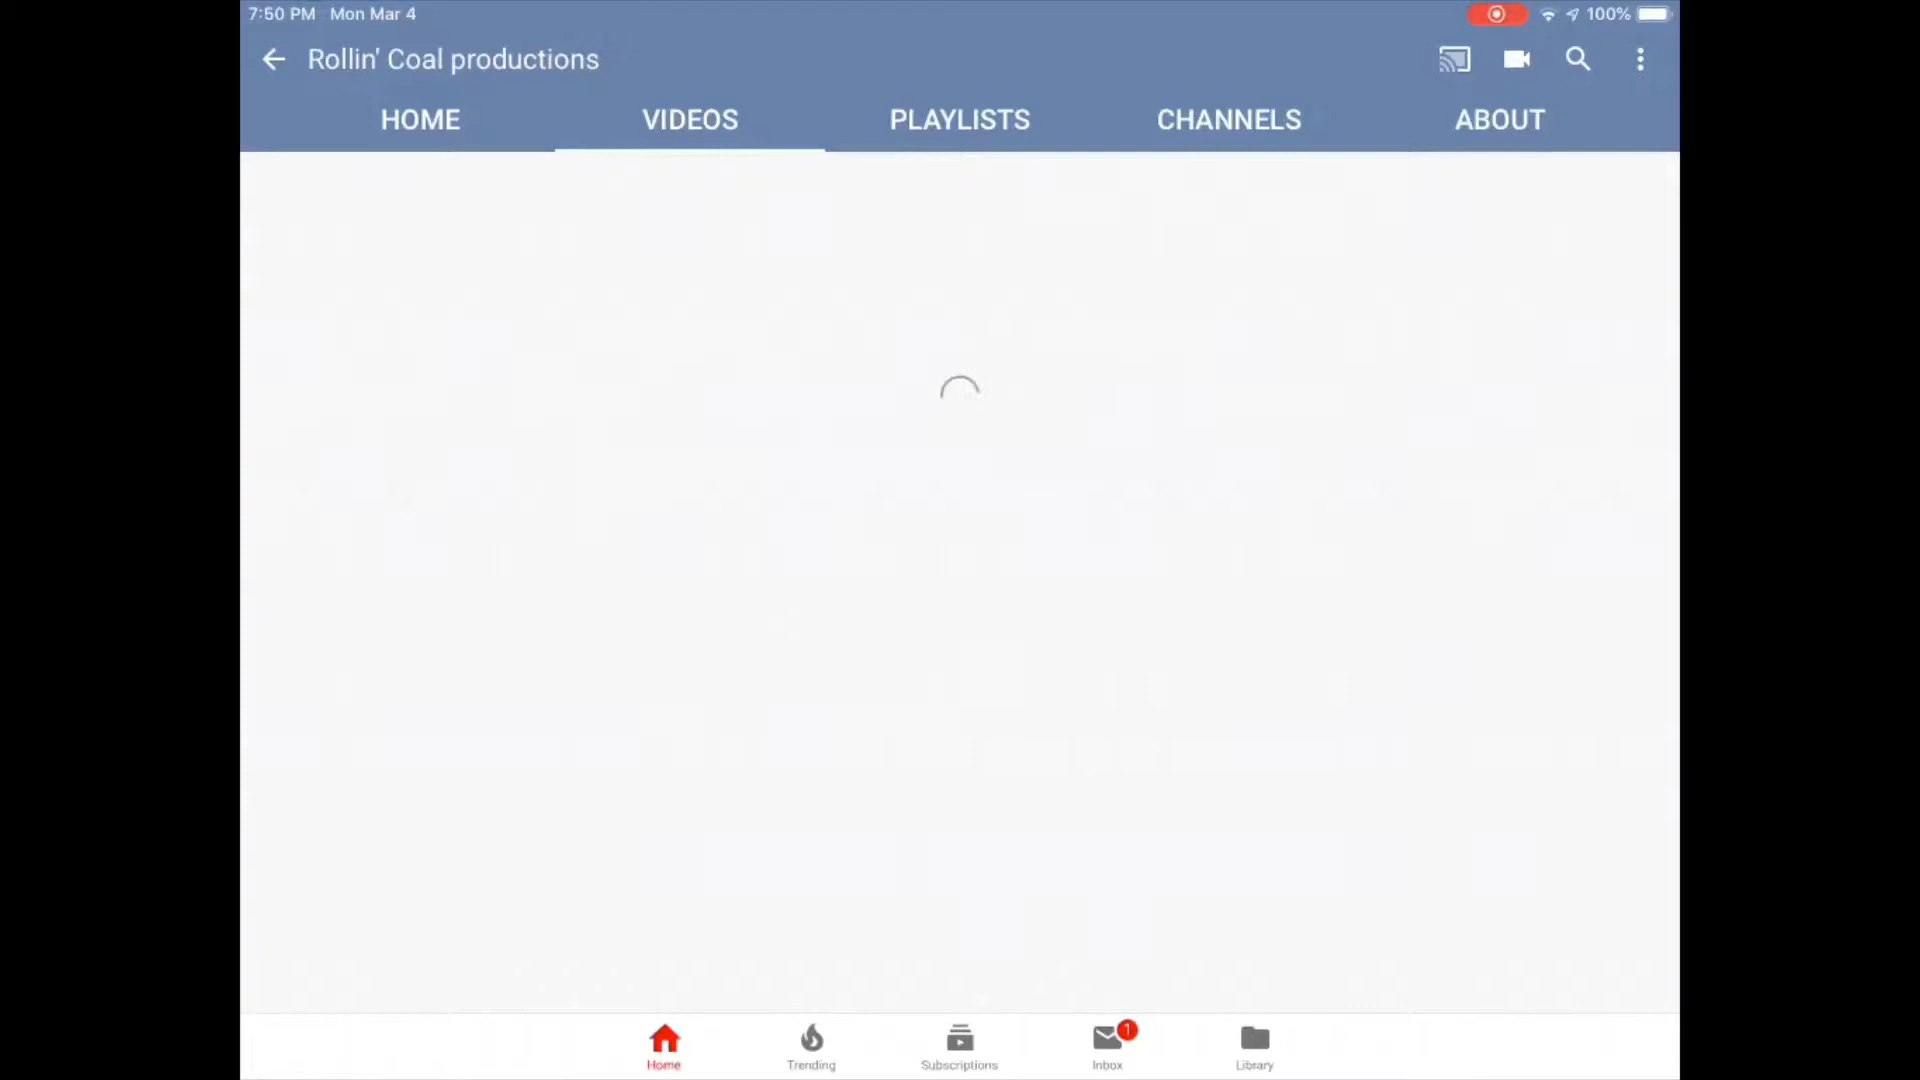 7:50 PM Mon Mar 4
100%
Rollin' Coal productions
HOME
VIDEOS
PLAYLISTS
CHANNELS
ABOUT
Home
Trending
Subscriptions
1
Inbox
Library